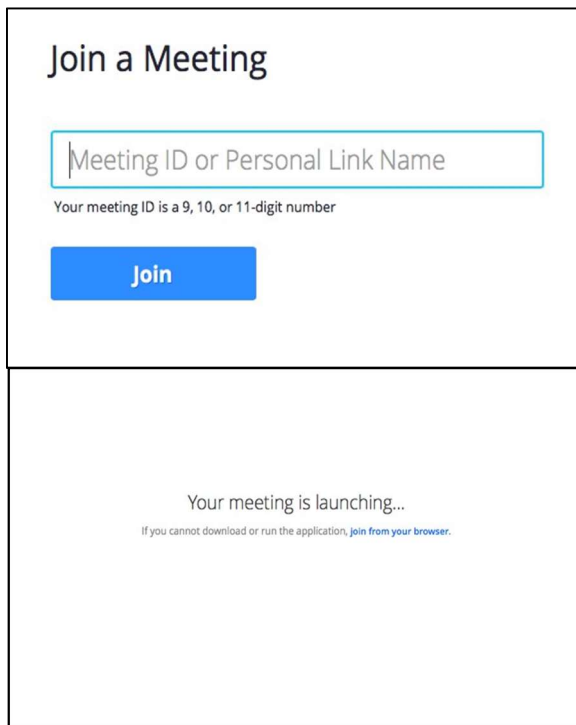 Join a Meeting
Meeting ID or Personal Link Name
Your meeting ID is a 9, 10, or 11-digit number
Join
Your meeting is launching...
If you cannot download or run the application, join from your browser.